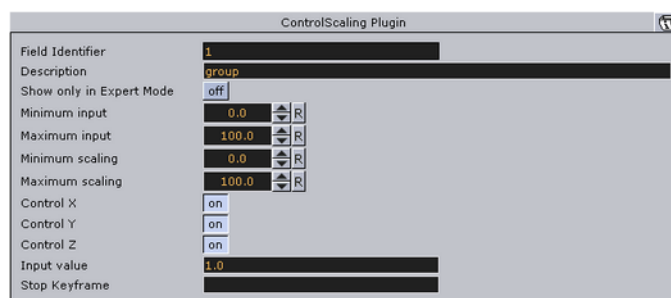 ControlScaling Plugin
Field Identifier 1
Description group
Show only in Expert Mode off
Minimum input 0.0 R
Maximum input 100.0 R
Minimum scaling 0.0 R
Maximum scaling 100.0 R
Control X on
Control Y on
Control Z on
Input value 1.0
Stop Keyframe